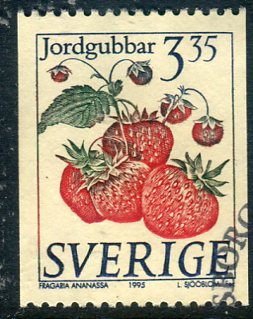 Jordgubbar 3 35
SVERIGE
FRAGARIA ANANASSA 1995 L. SJÖÖBLOM